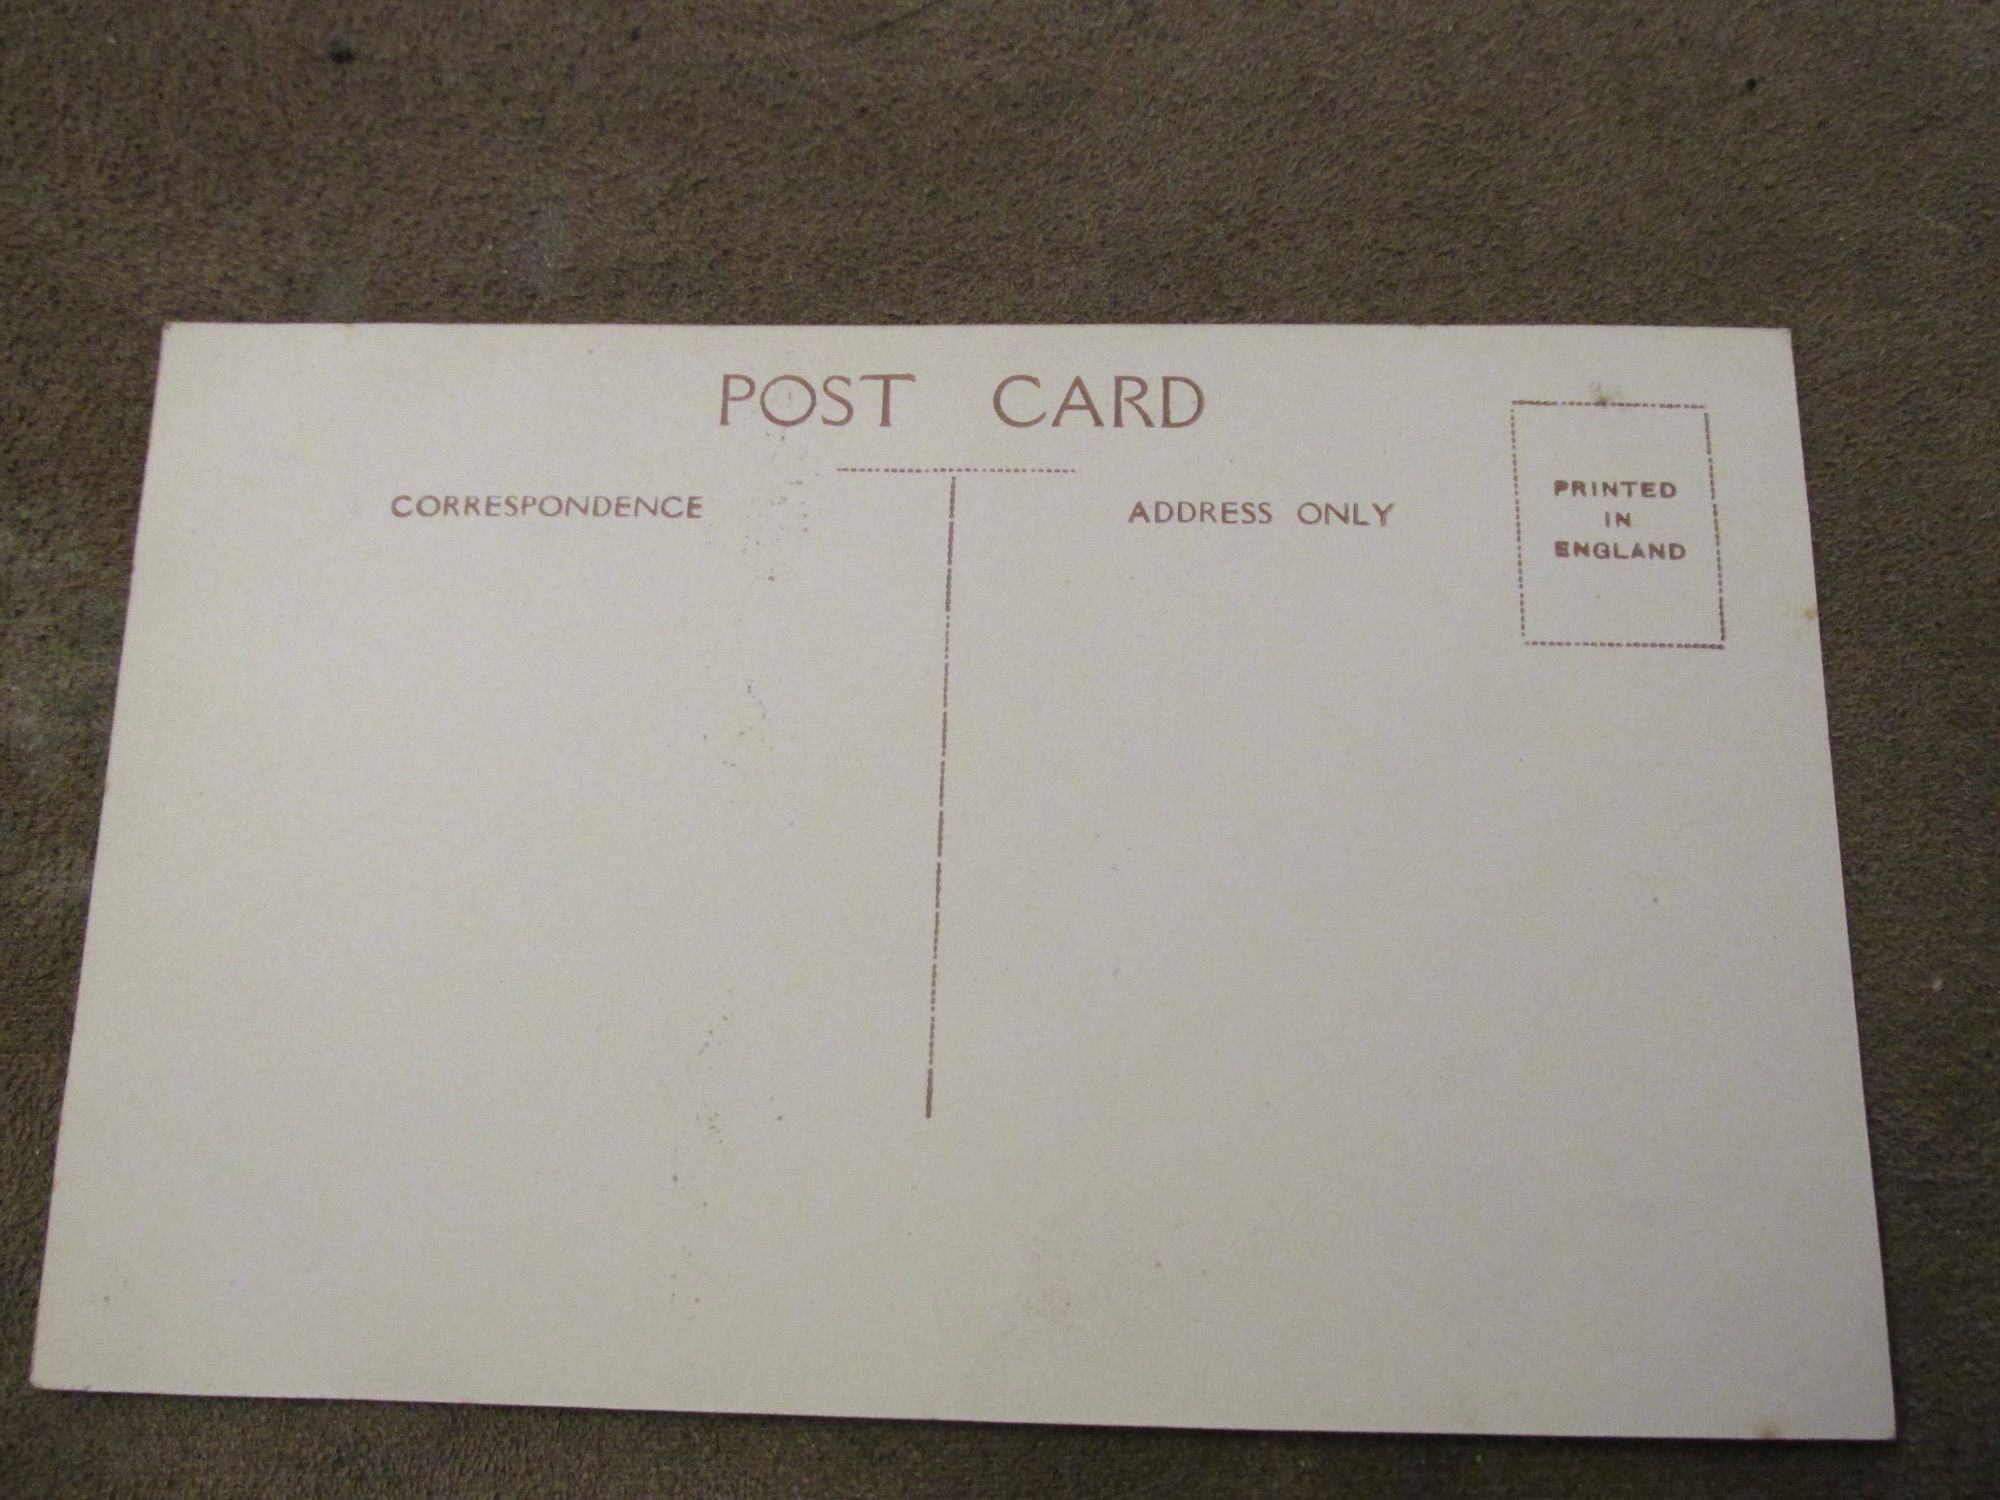 POST CARD
CORRESPONDENCE
ADDRESS ONLY
PRINTED
IN
ENGLAND